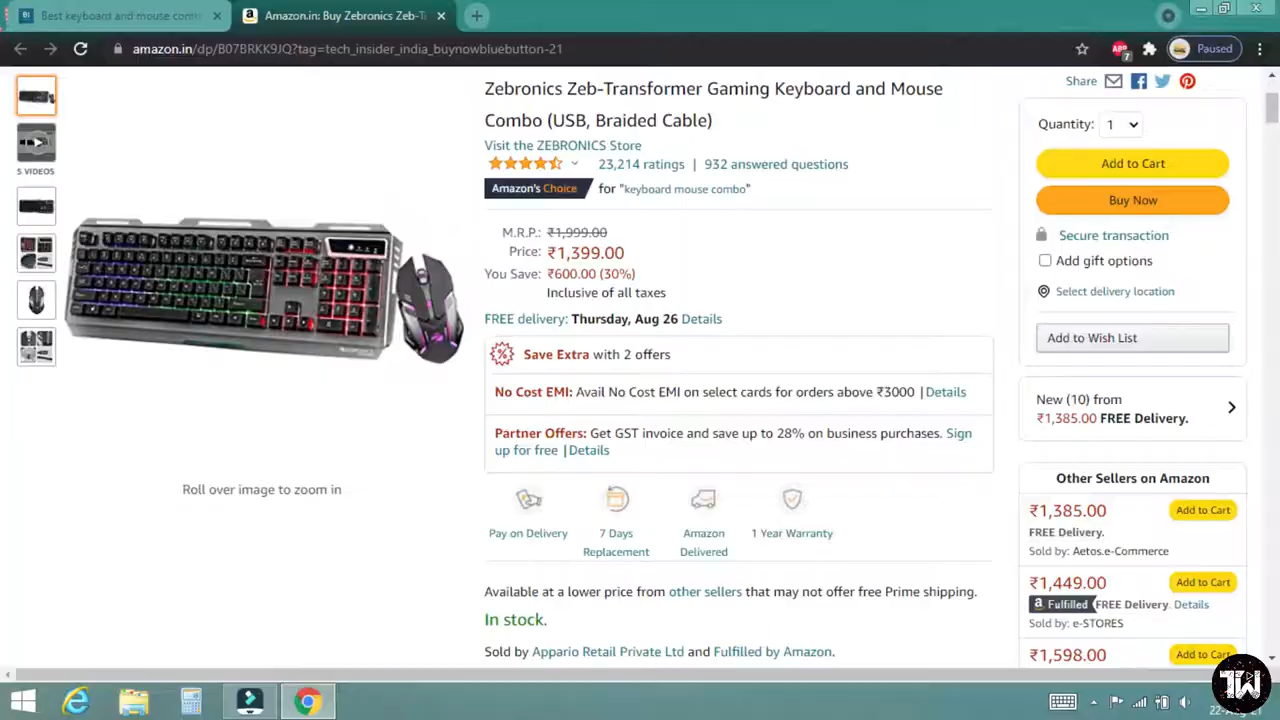 Best keyboard and mouse com
Amazon.in: Buy Zebronics Zeb-T
amazon.in/dp/B07BRKK9JQ?tag=tech_insider_india_buynowbluebutton-21
ABP
7
Paused
5 VIDEOS
Roll over image to zoom in
Zebronics Zeb-Transformer Gaming Keyboard and Mouse
Combo (USB, Braided Cable)
Visit the ZEBRONICS Store
23,214 ratings | 932 answered questions
Amazon's Choice for "keyboard mouse combo"
M.R.P.: ₹1,999.00
Price: ₹1,399.00
You Save: ₹600.00 (30%)
Inclusive of all taxes
FREE delivery: Thursday, Aug 26 Details
Save Extra with 2 offers
No Cost EMI: Avail No Cost EMI on select cards for orders above ₹3000 |Details
Partner Offers: Get GST invoice and save up to 28% on business purchases. Sign
up for free |Details
Pay on Delivery
7 Days
Replacement
Amazon
Delivered
1 Year Warranty
Available at a lower price from other sellers that may not offer free Prime shipping.
In stock.
Sold by Appario Retail Private Ltd and Fulfilled by Amazon.
Share
Quantity: 1
Add to Cart
Buy Now
Secure transaction
Add gift options
Select delivery location
Add to Wish List
New (10) from
₹1,385.00 FREE Delivery.
Other Sellers on Amazon
₹1,385.00 Add to Cart
FREE Delivery.
Sold by: Aetos.e-Commerce
₹1,449.00 Add to Cart
Fulfilled FREE Delivery. Details
Sold by: e-STORES
₹1,598.00 Add to Cart
TW